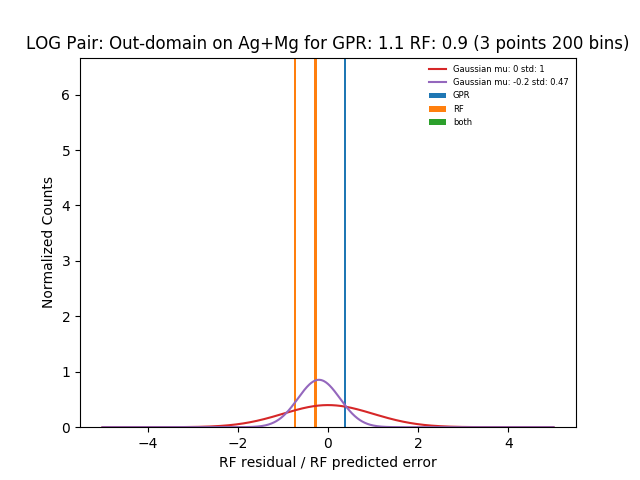 LOG Pair: Out-domain on Ag+Mg for GPR: 1.1 RF: 0.9 (3 points 200 bins)
Gaussian mu: 0 std: 1
Gaussian mu: -0.2 std: 0.47
GPR
RF
both
Normalized Counts
6
5
4
3
2
1
0
−4
−2
0
2
4
RF residual / RF predicted error